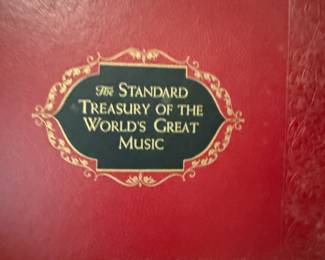 The STANDARD
TREASURY OF THE
WORLD'S GREAT
MUSIC